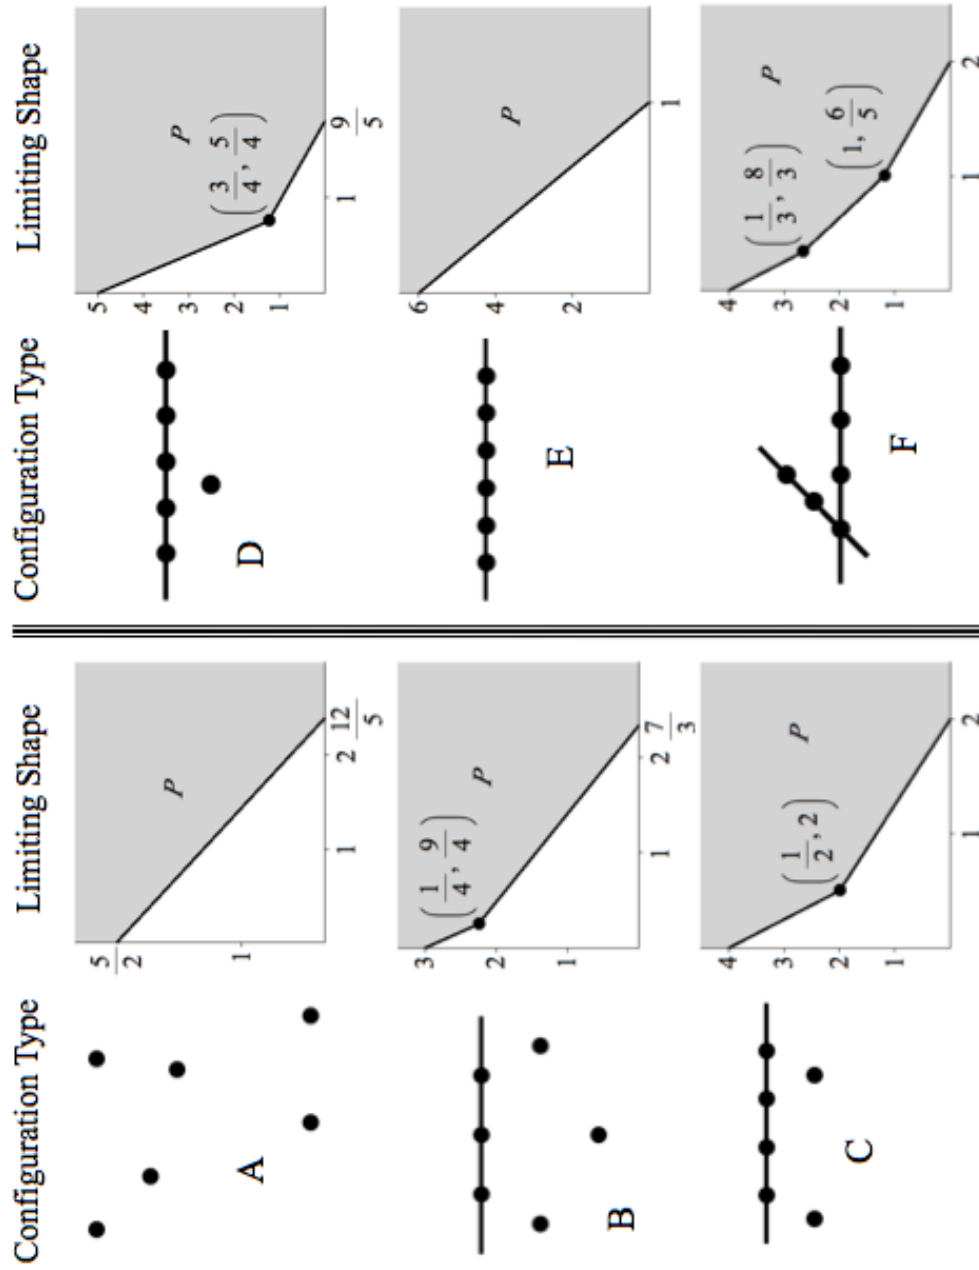 Configuration Type Limiting Shape Configuration Type Limiting Shape
A
5/2
1
P
1 2 12/5
D
5
4
3
2
1
P
(3/4, 5/4)
1 9/5
B
3
2
1
(1/4, 9/4)
P
1 2 7/3
E
6
4
2
P
1
C
4
3
2
1
(1/2, 2)
P
1 2
F
4
3
2
1
(1/3, 8/3)
P
(1, 6/5)
1 2